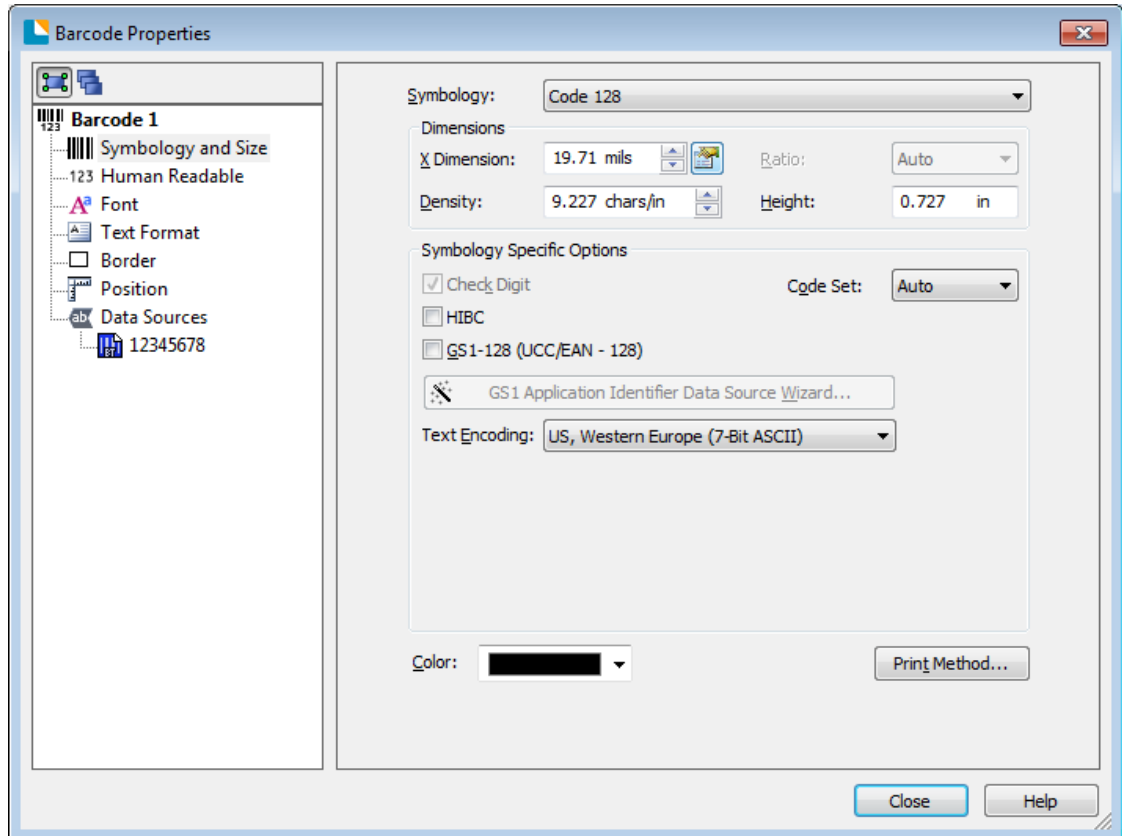 Barcode Properties
Barcode 1
Symbology and Size
123 Human Readable
Font
Text Format
Border
Position
Data Sources
12345678
Symbology: Code 128
Dimensions
X Dimension: 19.71 mils Ratio: Auto
Density: 9.227 chars/in Height: 0.727 in
Symbology Specific Options
Check Digit Code Set: Auto
HIBC
GS1-128 (UCC/EAN - 128)
GS1 Application Identifier Data Source Wizard...
Text Encoding: US, Western Europe (7-Bit ASCII)
Color: Print Method...
Close Help